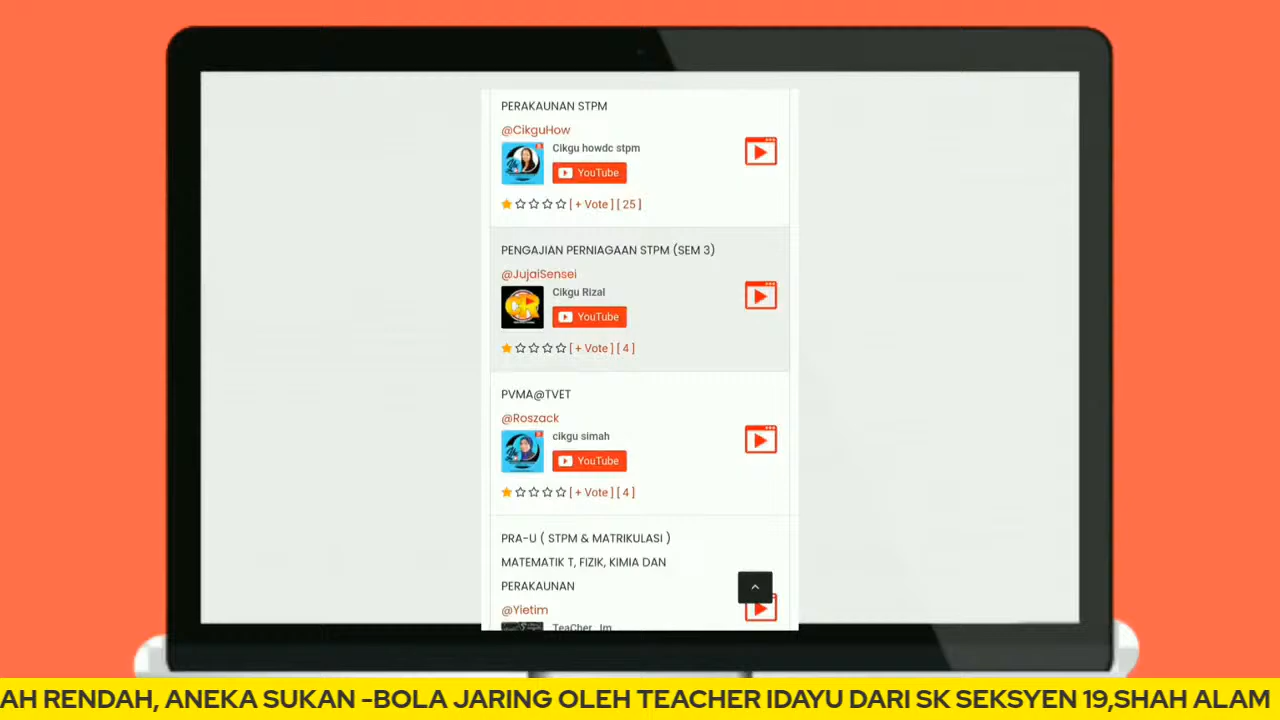 PERAKAUNAN STPM
@CikguHow
Cikgu howdc stpm
YouTube
[ + Vote ] [ 25 ]
PENGAJIAN PERNIAGAAN STPM (SEM 3)
@JujaiSensei
Cikgu Rizal
YouTube
[ + Vote ] [ 4 ]
PVMA@TVET
@Roszack
cikgu simah
YouTube
[ + Vote ] [ 4 ]
PRA-U ( STPM & MATRIKULASI )
MATEMATIK T, FIZIK, KIMIA DAN
PERAKAUNAN
@Yietim
TeaCher_Im
AH RENDAH, ANEKA SUKAN -BOLA JARING OLEH TEACHER IDAYU DARI SK SEKSYEN 19,SHAH ALAM